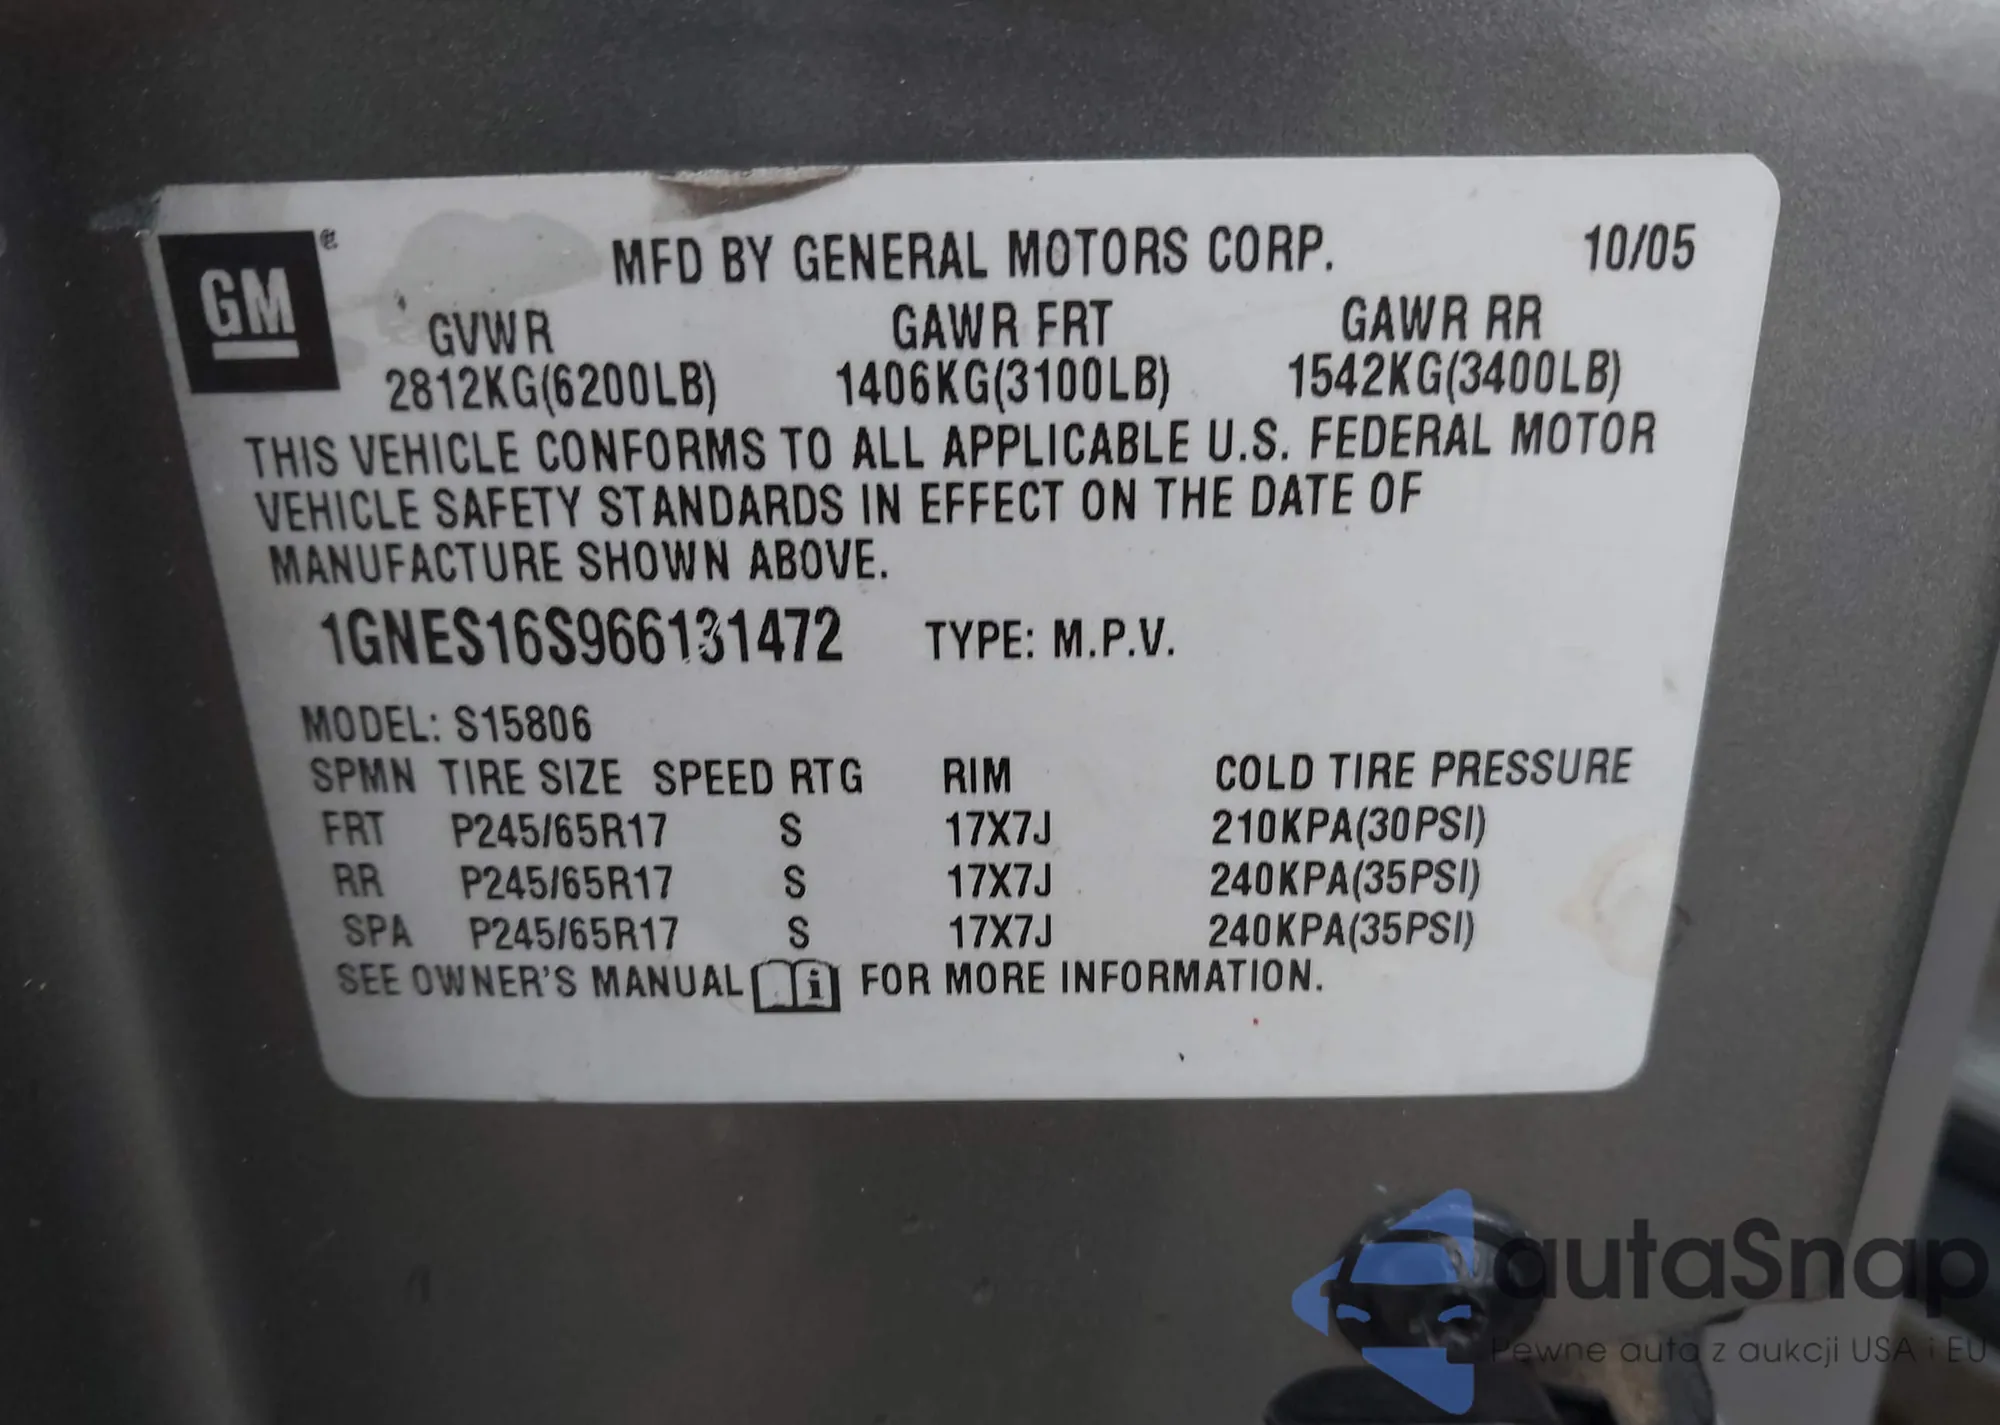 GM
MFD BY GENERAL MOTORS CORP. 10/05
GVWR GAWR FRT GAWR RR
2812KG(6200LB) 1406KG(3100LB) 1542KG(3400LB)
THIS VEHICLE CONFORMS TO ALL APPLICABLE U.S. FEDERAL MOTOR
VEHICLE SAFETY STANDARDS IN EFFECT ON THE DATE OF
MANUFACTURE SHOWN ABOVE.
1GNES16S966131472 TYPE: M.P.V.
MODEL: S15806
SPMN TIRE SIZE SPEED RTG RIM COLD TIRE PRESSURE
FRT P245/65R17 S 17X7J 210KPA(30PSI)
RR P245/65R17 S 17X7J 240KPA(35PSI)
SPA P245/65R17 S 17X7J 240KPA(35PSI)
SEE OWNER'S MANUAL i FOR MORE INFORMATION.
autaSnap
Pewne auta z aukcji USA i EU